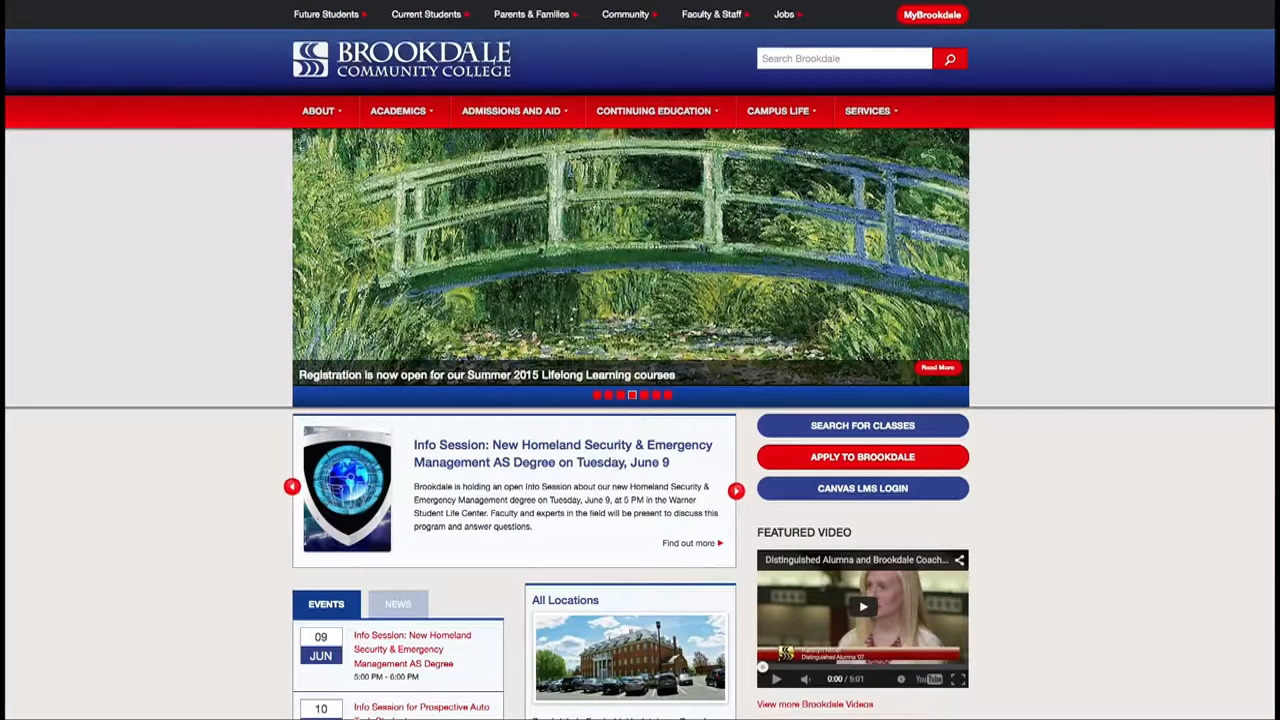 Future Students
Current Students
Parents & Families
Community
Faculty & Staff
Jobs
MyBrookdale
BROOKDALE
COMMUNITY COLLEGE
Search Brookdale
ABOUT
ACADEMICS
ADMISSIONS AND AID
CONTINUING EDUCATION
CAMPUS LIFE
SERVICES
Registration is now open for our Summer 2015 Lifelong Learning courses
Read More
Info Session: New Homeland Security & Emergency
Management AS Degree on Tuesday, June 9
Brookdale is holding an open Info Session about our new Homeland Security &
Emergency Management degree on Tuesday, June 9, at 5 PM in the Warner
Student Life Center. Faculty and experts in the field will be present to discuss this
program and answer questions.
Find out more
SEARCH FOR CLASSES
APPLY TO BROOKDALE
CANVAS LMS LOGIN
FEATURED VIDEO
Distinguished Alumna and Brookdale Coach...
Distinguished Alumna '07
0:00 / 5:01
YouTube
View more Brookdale Videos
EVENTS
NEWS
09
JUN
Info Session: New Homeland
Security & Emergency
Management AS Degree
5:00 PM - 6:00 PM
10
Info Session for Prospective Auto
All Locations